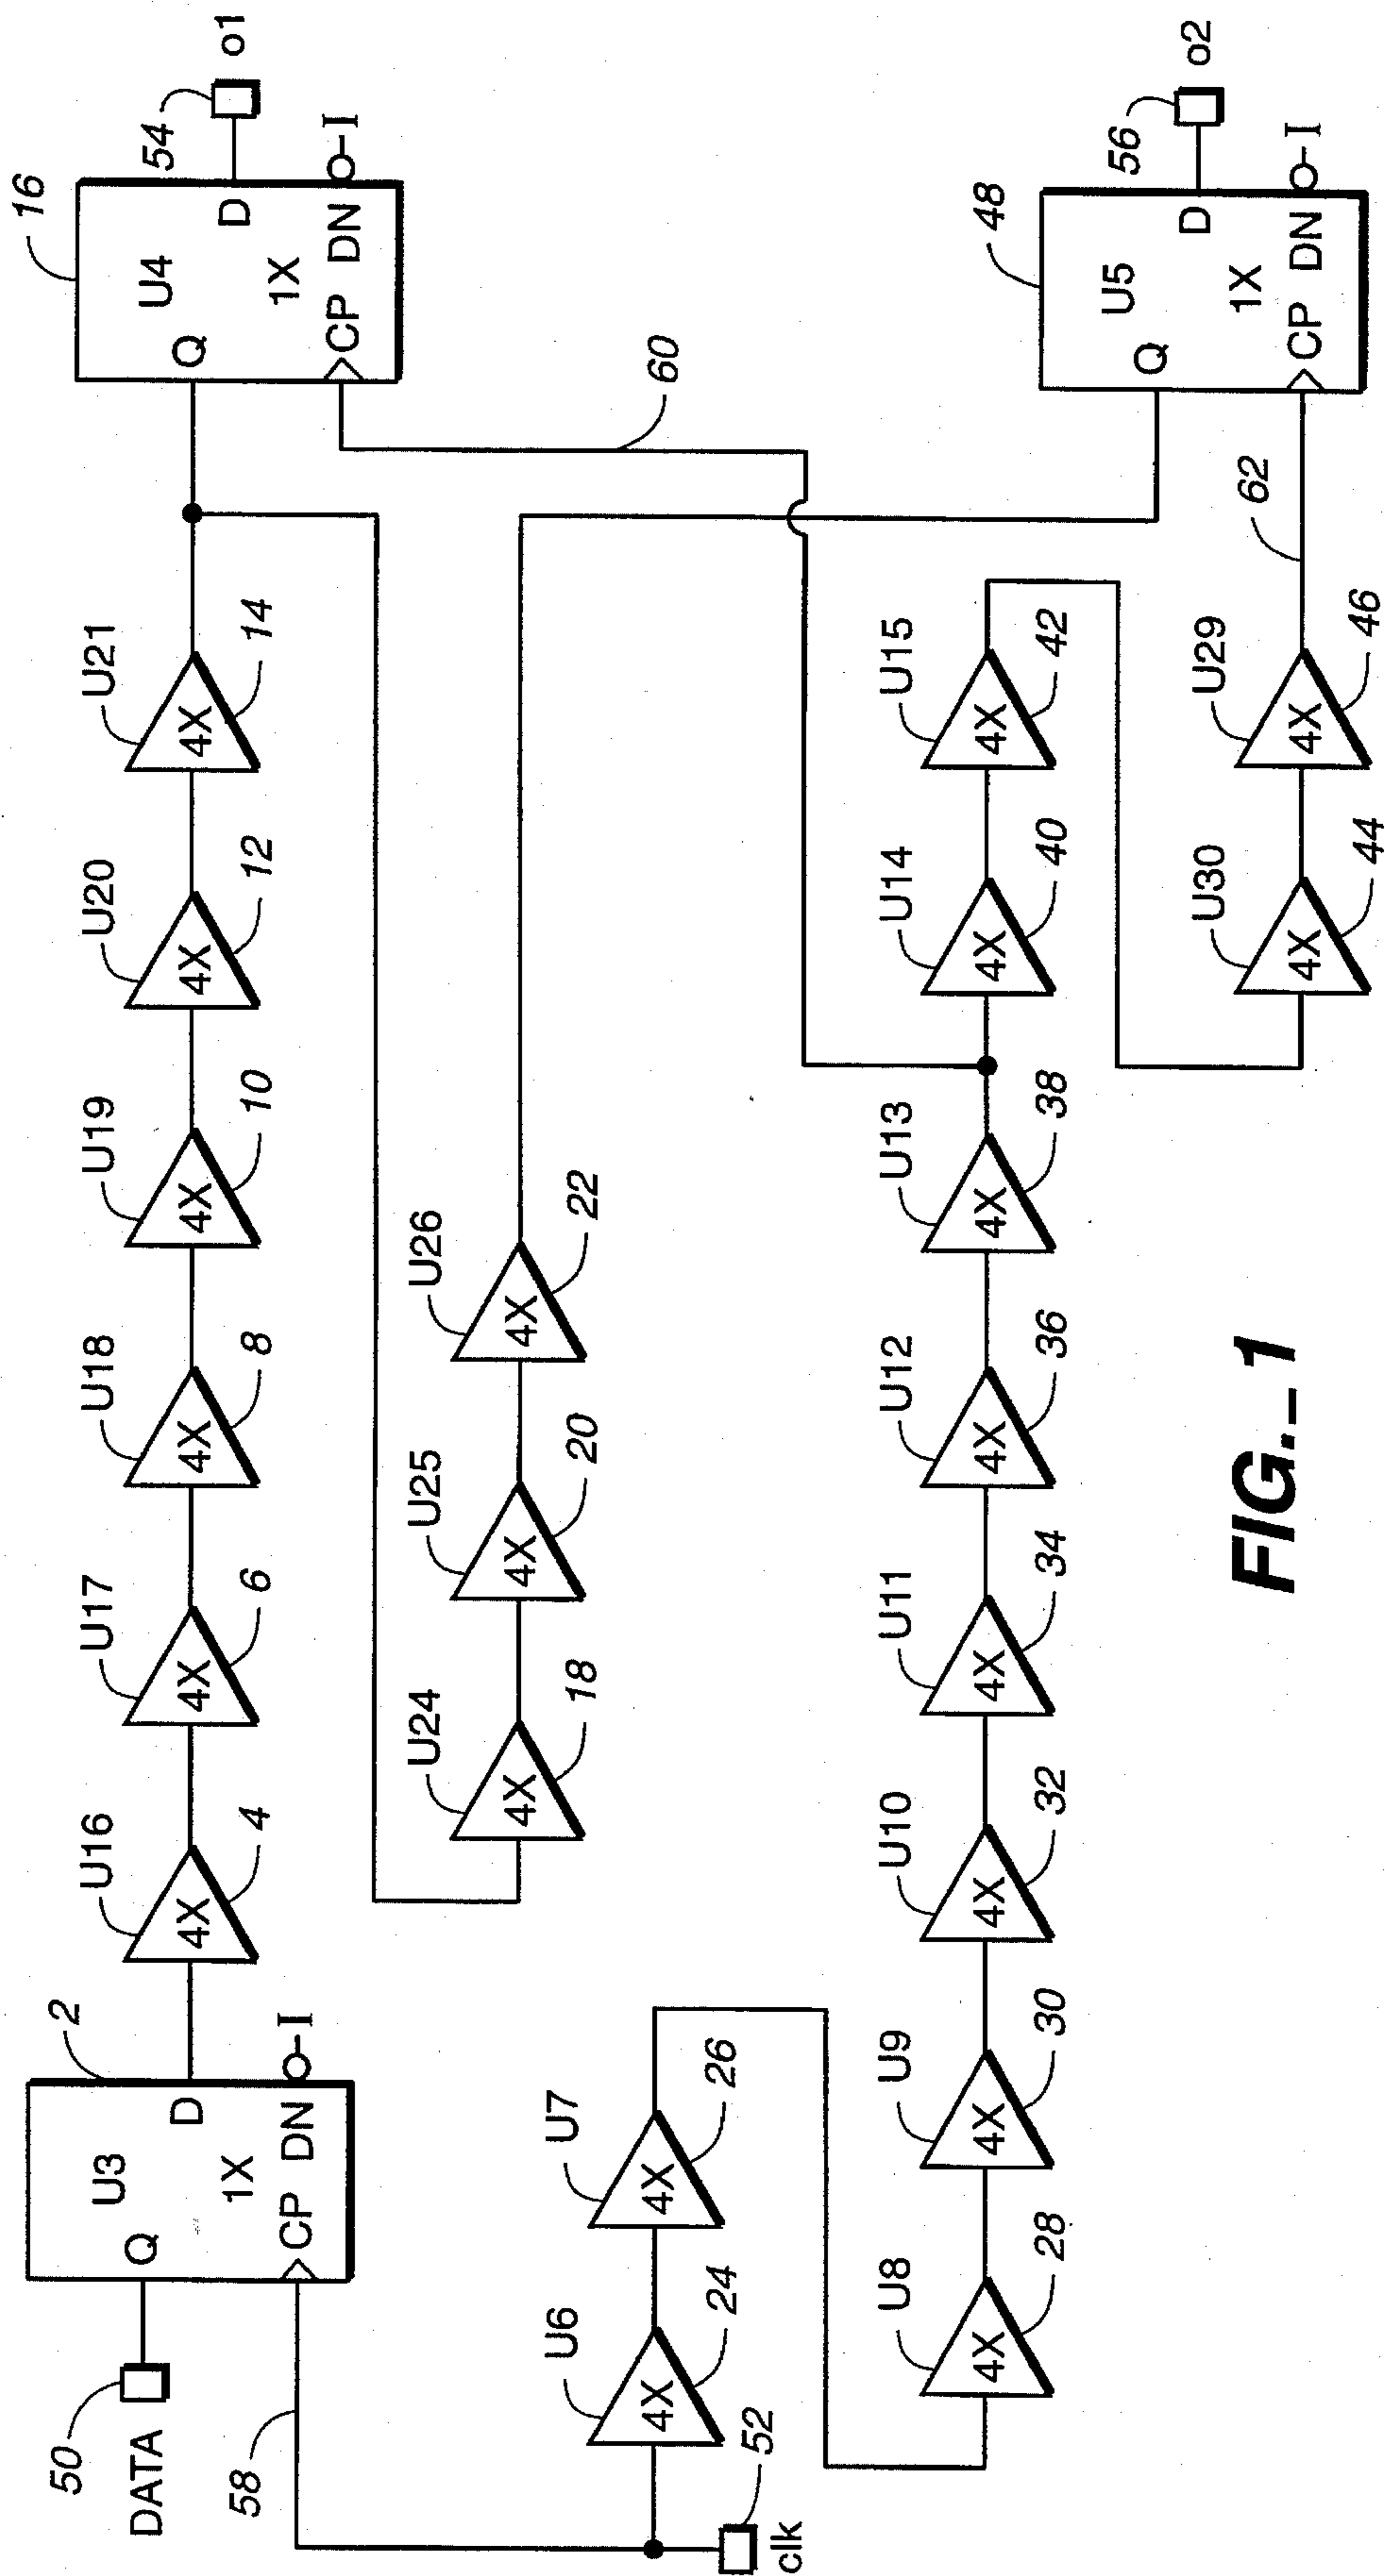 16
54
o1
U4
Q
D
1X
CP DN
I
U21
14
4X
U20
12
4X
U19
10
4X
U18
8
4X
U17
6
4X
U16
4
4X
2
U3
Q
D
1X
CP DN
I
50
DATA
58
60
U26
22
4X
U25
20
4X
U24
18
4X
U7
26
4X
U6
24
4X
52
clk
48
56
o2
U5
Q
D
1X
CP DN
I
62
U15
42
4X
U14
40
4X
U13
38
4X
U12
36
4X
U11
34
4X
U10
32
4X
U9
30
4X
U8
28
4X
U29
46
4X
U30
44
4X
FIG.–1